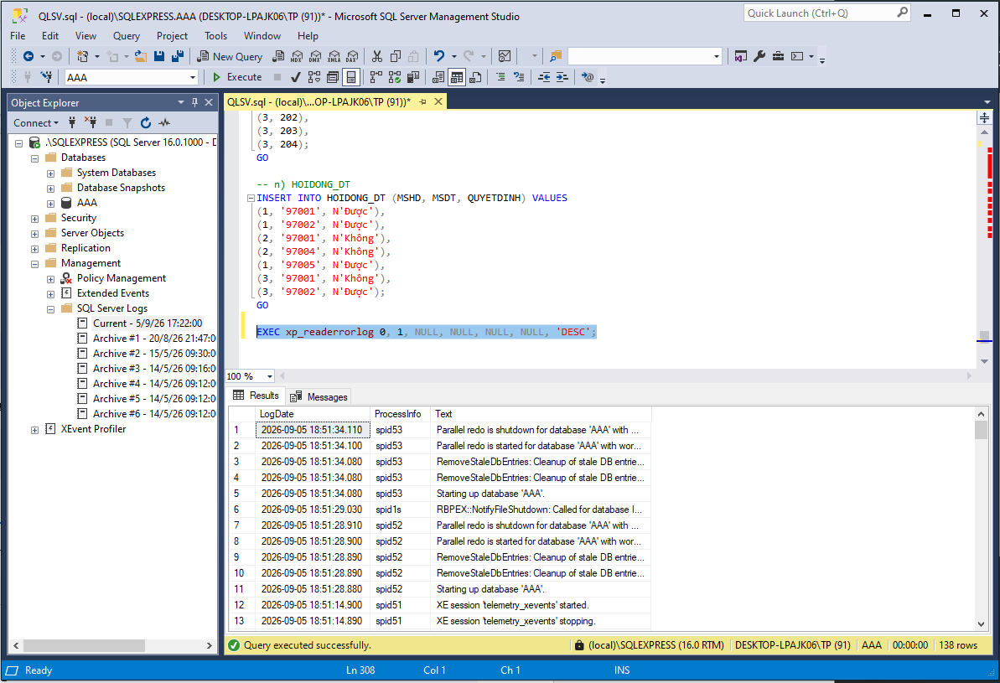 QLSV.sql - (local)\SQLEXPRESS.AAA (DESKTOP-LPAJK06\TP (91))* - Microsoft SQL Server Management Studio
Quick Launch (Ctrl+Q)
File Edit View Query Project Tools Window Help
New Query MDX DMX XMLA DAX
AAA Execute
Object Explorer
Connect
.\SQLEXPRESS (SQL Server 16.0.1000 - D
Databases
System Databases
Database Snapshots
AAA
Security
Server Objects
Replication
Management
Policy Management
Extended Events
SQL Server Logs
Current - 5/9/26 17:22:00
Archive #1 - 20/8/26 21:47:0
Archive #2 - 15/5/26 09:30:0
Archive #3 - 14/5/26 09:16:0
Archive #4 - 14/5/26 09:12:0
Archive #5 - 14/5/26 09:12:0
Archive #6 - 14/5/26 09:12:0
XEvent Profiler
QLSV.sql - (local)\...OP-LPAJK06\TP (91))*
(3, 202),
(3, 203),
(3, 204);
GO
-- n) HOIDONG_DT
INSERT INTO HOIDONG_DT (MSHD, MSDT, QUYETDINH) VALUES
(1, '97001', N'Được'),
(1, '97002', N'Được'),
(2, '97001', N'Không'),
(2, '97004', N'Không'),
(1, '97005', N'Được'),
(3, '97001', N'Không'),
(3, '97002', N'Được');
GO
EXEC xp_readerrorlog 0, 1, NULL, NULL, NULL, NULL, 'DESC';
100 %
Results Messages
LogDate ProcessInfo Text
1 2026-09-05 18:51:34.110 spid53 Parallel redo is shutdown for database 'AAA' with ...
2 2026-09-05 18:51:34.100 spid53 Parallel redo is started for database 'AAA' with wor...
3 2026-09-05 18:51:34.080 spid53 RemoveStaleDbEntries: Cleanup of stale DB entrie...
4 2026-09-05 18:51:34.080 spid53 RemoveStaleDbEntries: Cleanup of stale DB entrie...
5 2026-09-05 18:51:34.080 spid53 Starting up database 'AAA'.
6 2026-09-05 18:51:29.030 spid1s RBPEX::NotifyFileShutdown: Called for database I...
7 2026-09-05 18:51:28.910 spid52 Parallel redo is shutdown for database 'AAA' with ...
8 2026-09-05 18:51:28.900 spid52 Parallel redo is started for database 'AAA' with wor...
9 2026-09-05 18:51:28.890 spid52 RemoveStaleDbEntries: Cleanup of stale DB entrie...
10 2026-09-05 18:51:28.890 spid52 RemoveStaleDbEntries: Cleanup of stale DB entrie...
11 2026-09-05 18:51:28.880 spid52 Starting up database 'AAA'.
12 2026-09-05 18:51:14.900 spid51 XE session 'telemetry_xevents' started.
13 2026-09-05 18:51:14.890 spid51 XE session 'telemetry_xevents' stopping.
Query executed successfully. (local)\SQLEXPRESS (16.0 RTM) DESKTOP-LPAJK06\TP (91) AAA 00:00:00 138 rows
Ready Ln 308 Col 1 Ch 1 INS